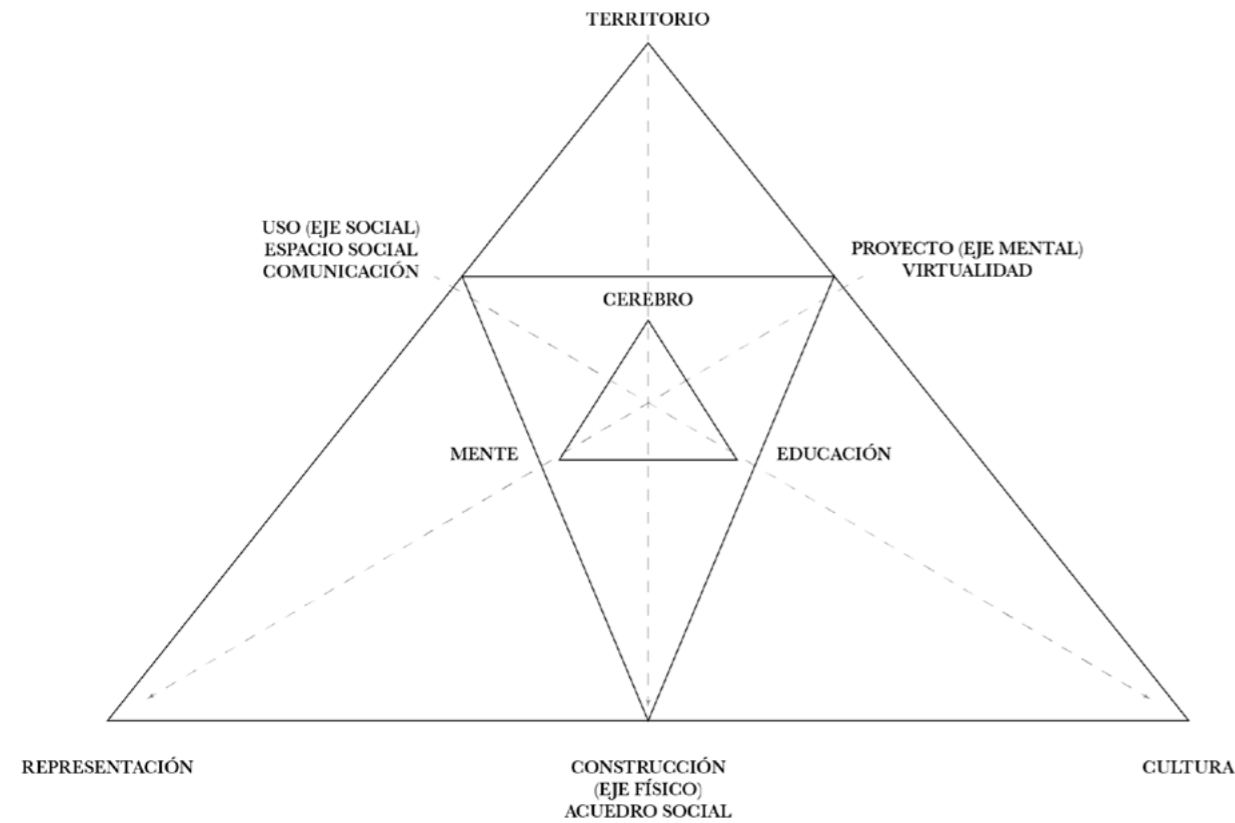 TERRITORIO
USO (EJE SOCIAL)
ESPACIO SOCIAL
COMUNICACIÓN
PROYECTO (EJE MENTAL)
VIRTUALIDAD
CEREBRO
MENTE
EDUCACIÓN
REPRESENTACIÓN
CONSTRUCCIÓN
(EJE FÍSICO)
ACUEDRO SOCIAL
CULTURA